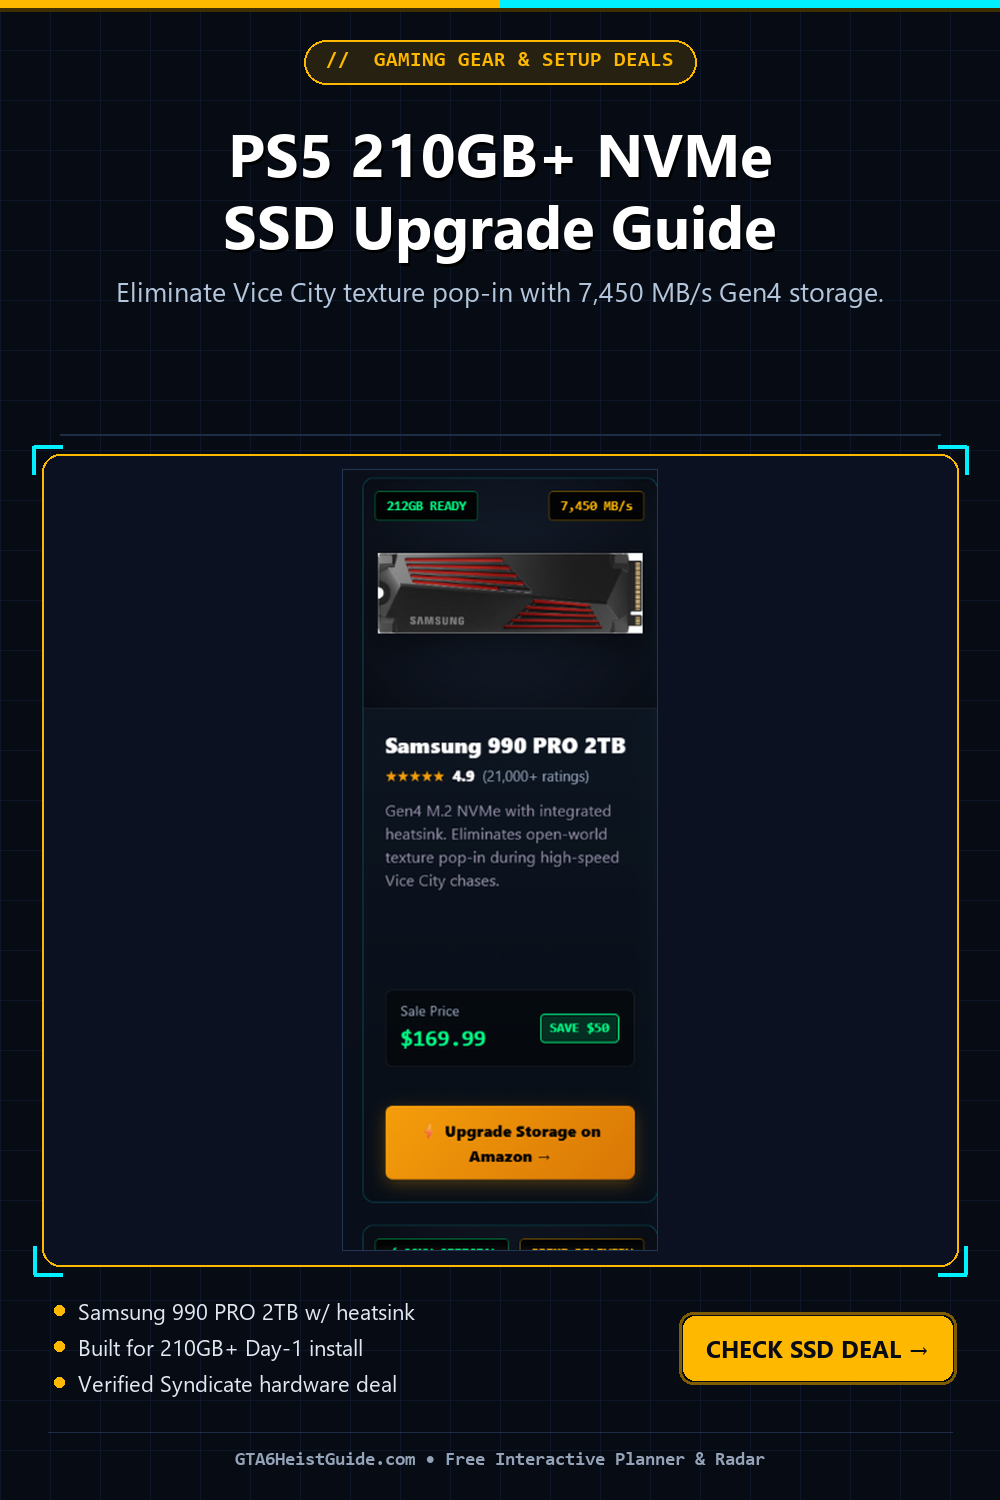 // GAMING GEAR & SETUP DEALS
PS5 210GB+ NVMe
SSD Upgrade Guide
Eliminate Vice City texture pop-in with 7,450 MB/s Gen4 storage.
212GB READY
7,450 MB/s
SAMSUNG
Samsung 990 PRO 2TB
★★★★★ 4.9 (21,000+ ratings)
Gen4 M.2 NVMe with integrated
heatsink. Eliminates open-world
texture pop-in during high-speed
Vice City chases.
Sale Price
$169.99
SAVE $50
Upgrade Storage on
Amazon →
Samsung 990 PRO 2TB w/ heatsink
Built for 210GB+ Day-1 install
Verified Syndicate hardware deal
CHECK SSD DEAL →
GTA6HeistGuide.com • Free Interactive Planner & Radar